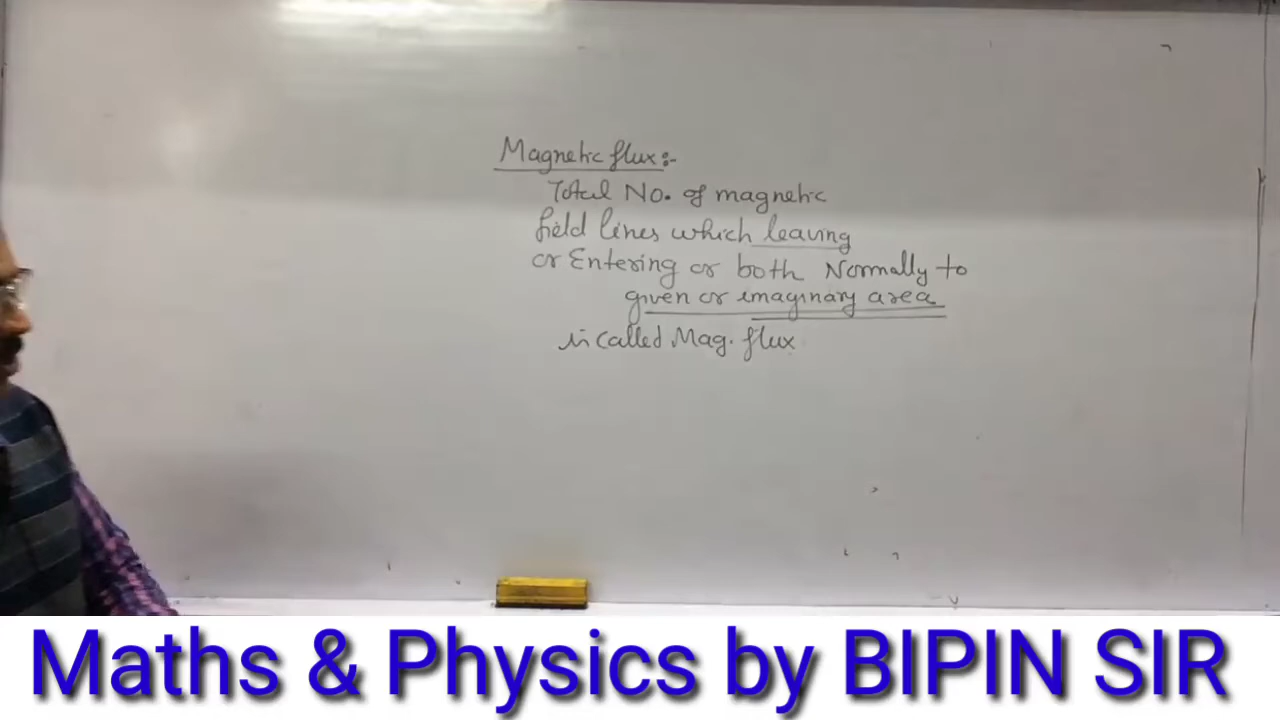 Magnetic flux:-
Total No. of magnetic
field lines which leaving
or Entering or both Normally to
given or imaginary area
is called Mag. flux
Maths & Physics by BIPIN SIR